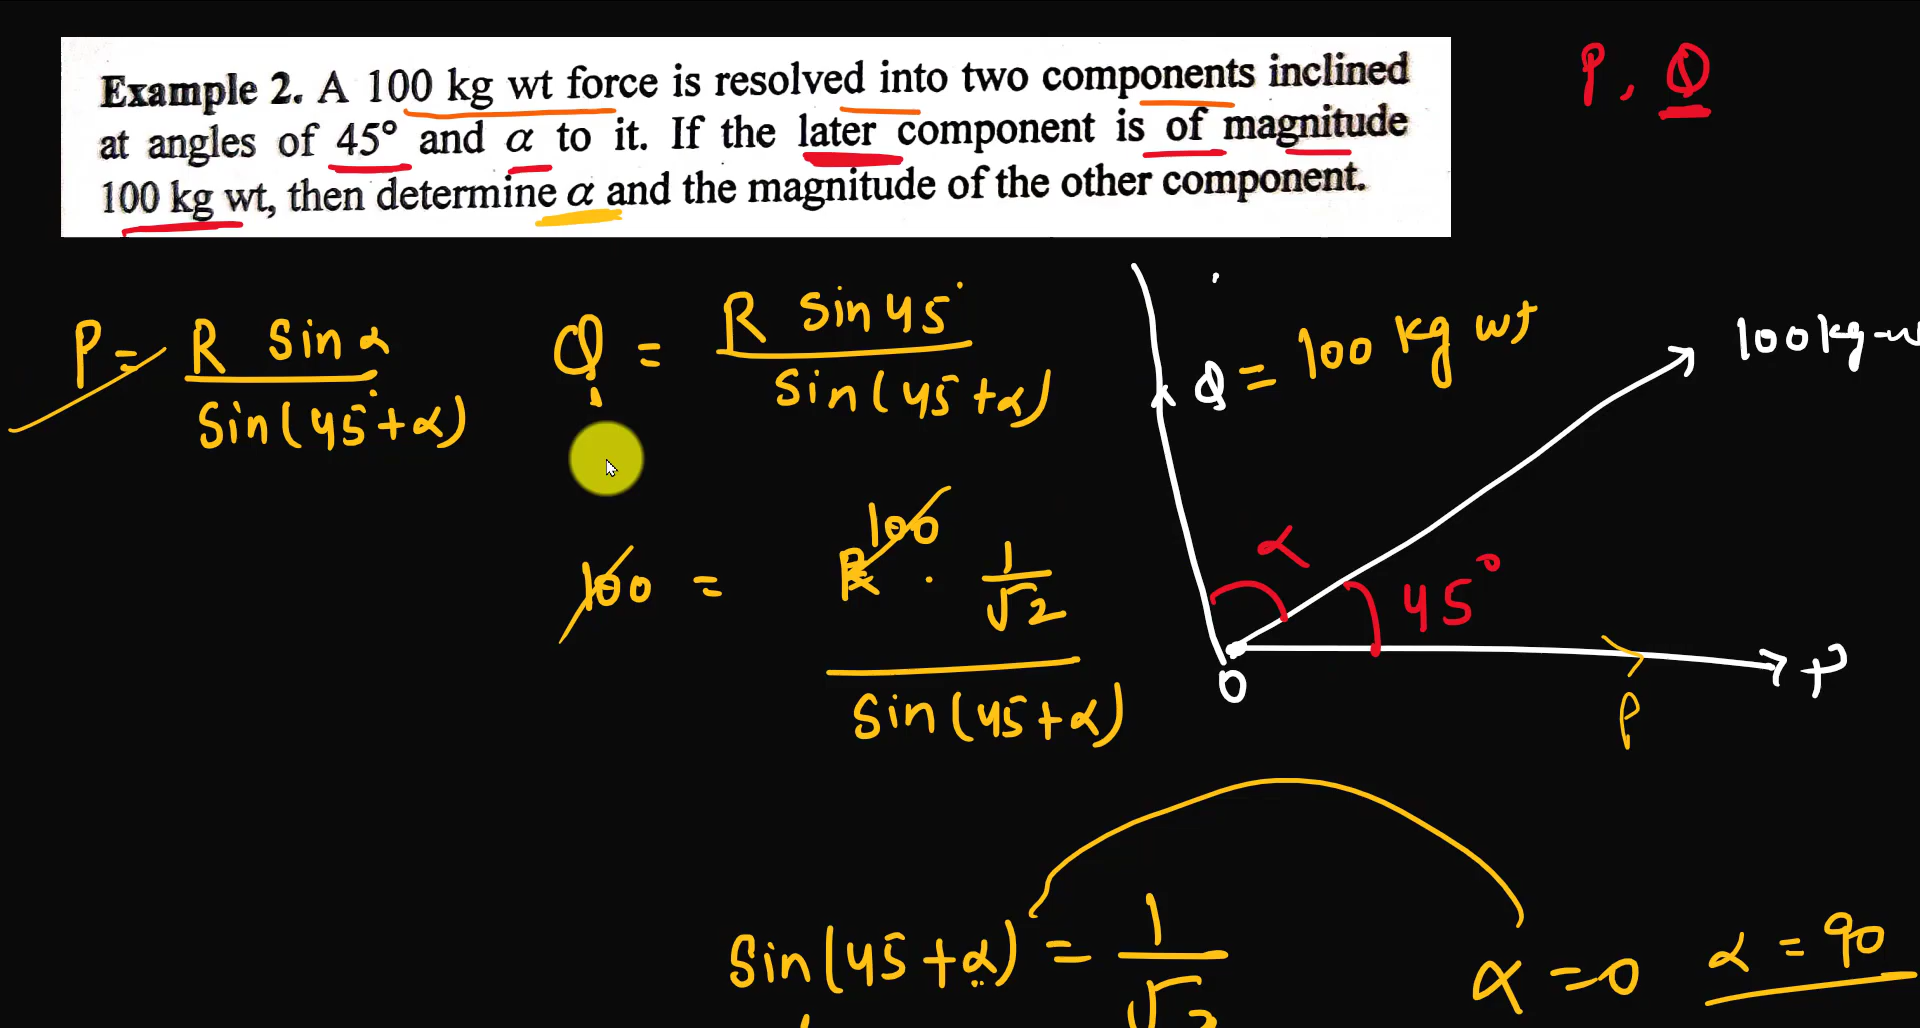 Example 2. A 100 kg wt force is resolved into two components inclined
at angles of 45° and α to it. If the later component is of magnitude
100 kg wt, then determine α and the magnitude of the other component.
P, Q
P = R Sin α / Sin(45°+α)
Q = R Sin 45° / Sin(45+α)
Q = 100 kg wt
100 kg-w
100 = R 100 · 1/√2 / Sin(45+α)
α
45°
O
P
P
Sin(45+α) = 1/√2
α = 0
α = 90